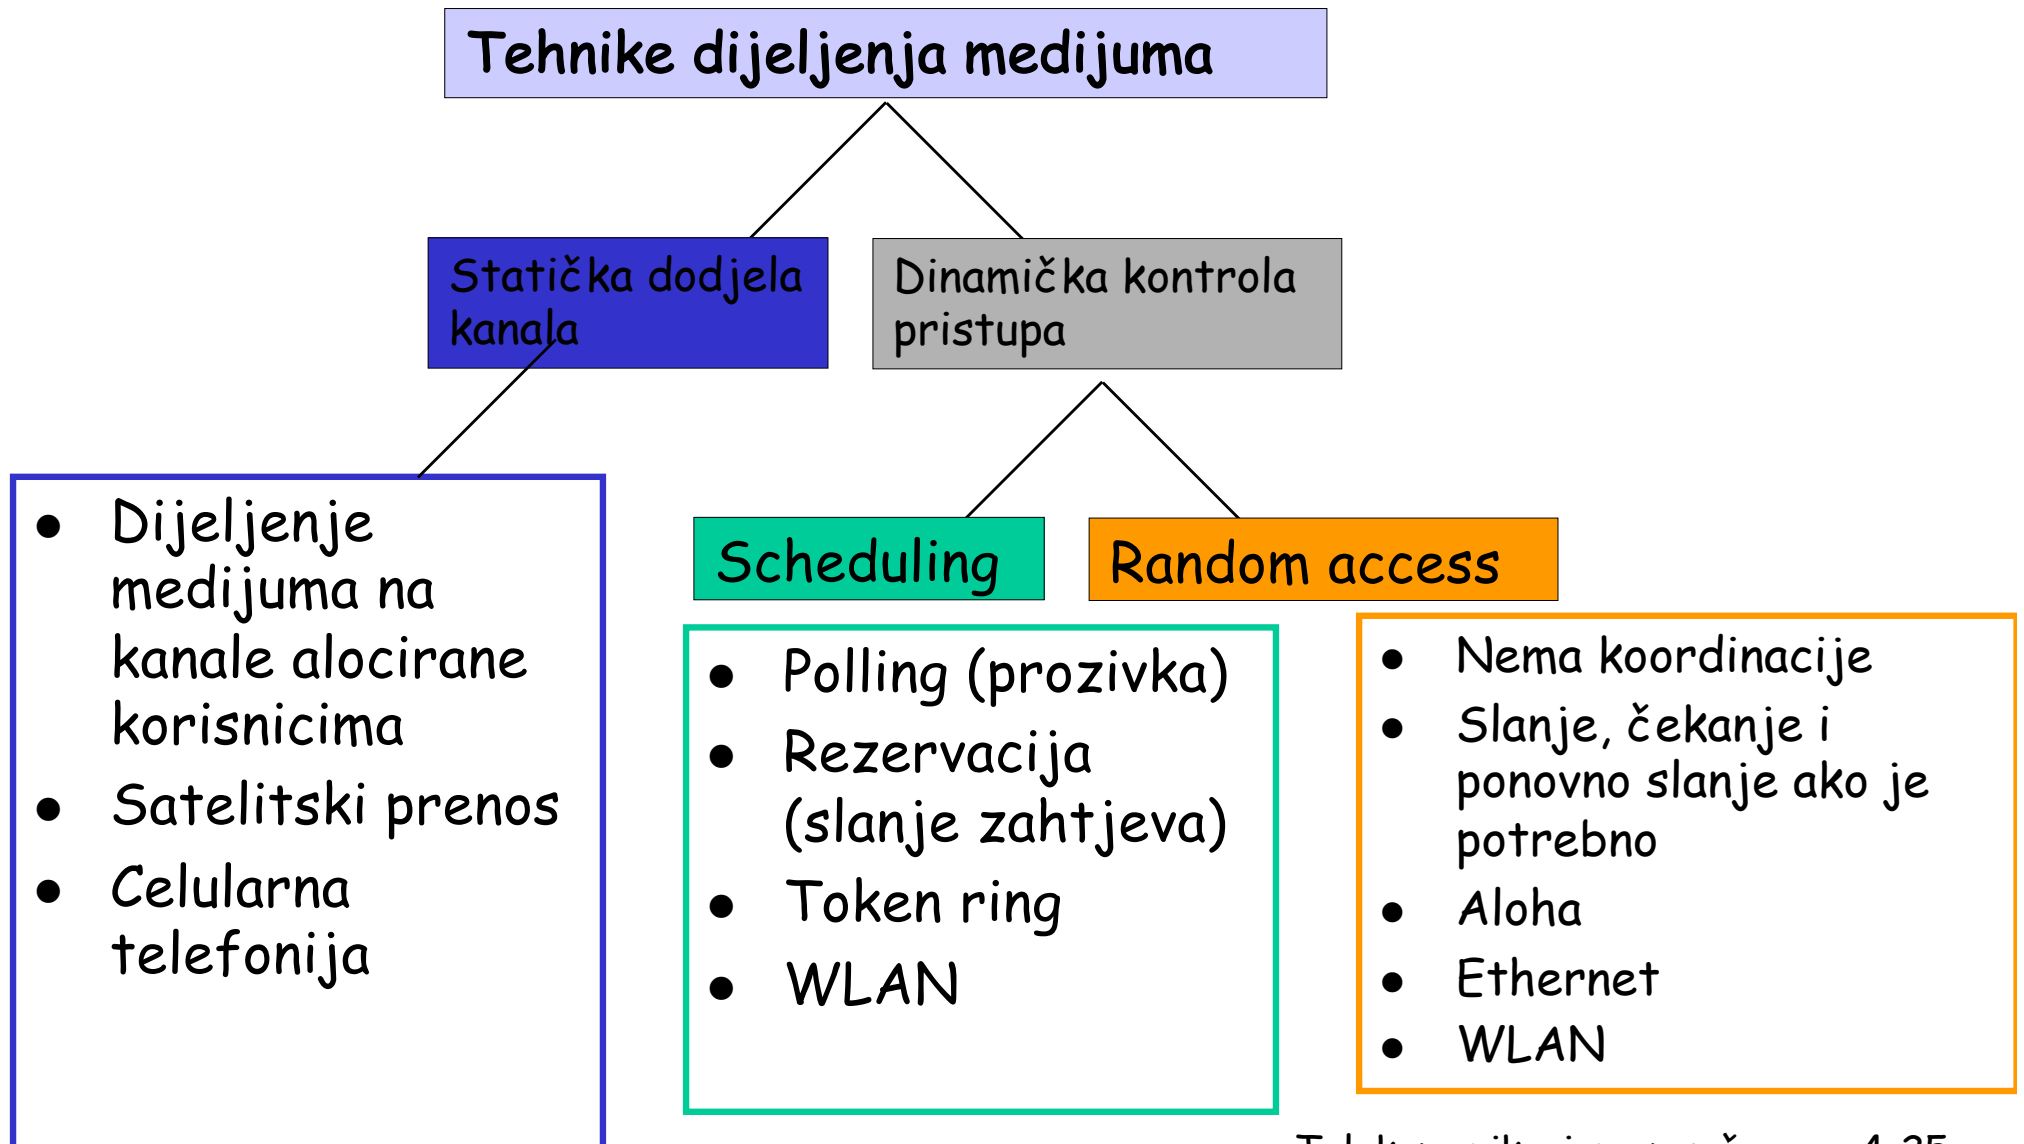 Tehnike dijeljenja medijuma
Statička dodjela
kanala
Dinamička kontrola
pristupa
● Dijeljenje
medijuma na
kanale alocirane
korisnicima
● Satelitski prenos
● Celularna
telefonija
Scheduling
● Polling (prozivka)
● Rezervacija
(slanje zahtjeva)
● Token ring
● WLAN
Random access
● Nema koordinacije
● Slanje, čekanje i
ponovno slanje ako je
potrebno
● Aloha
● Ethernet
● WLAN